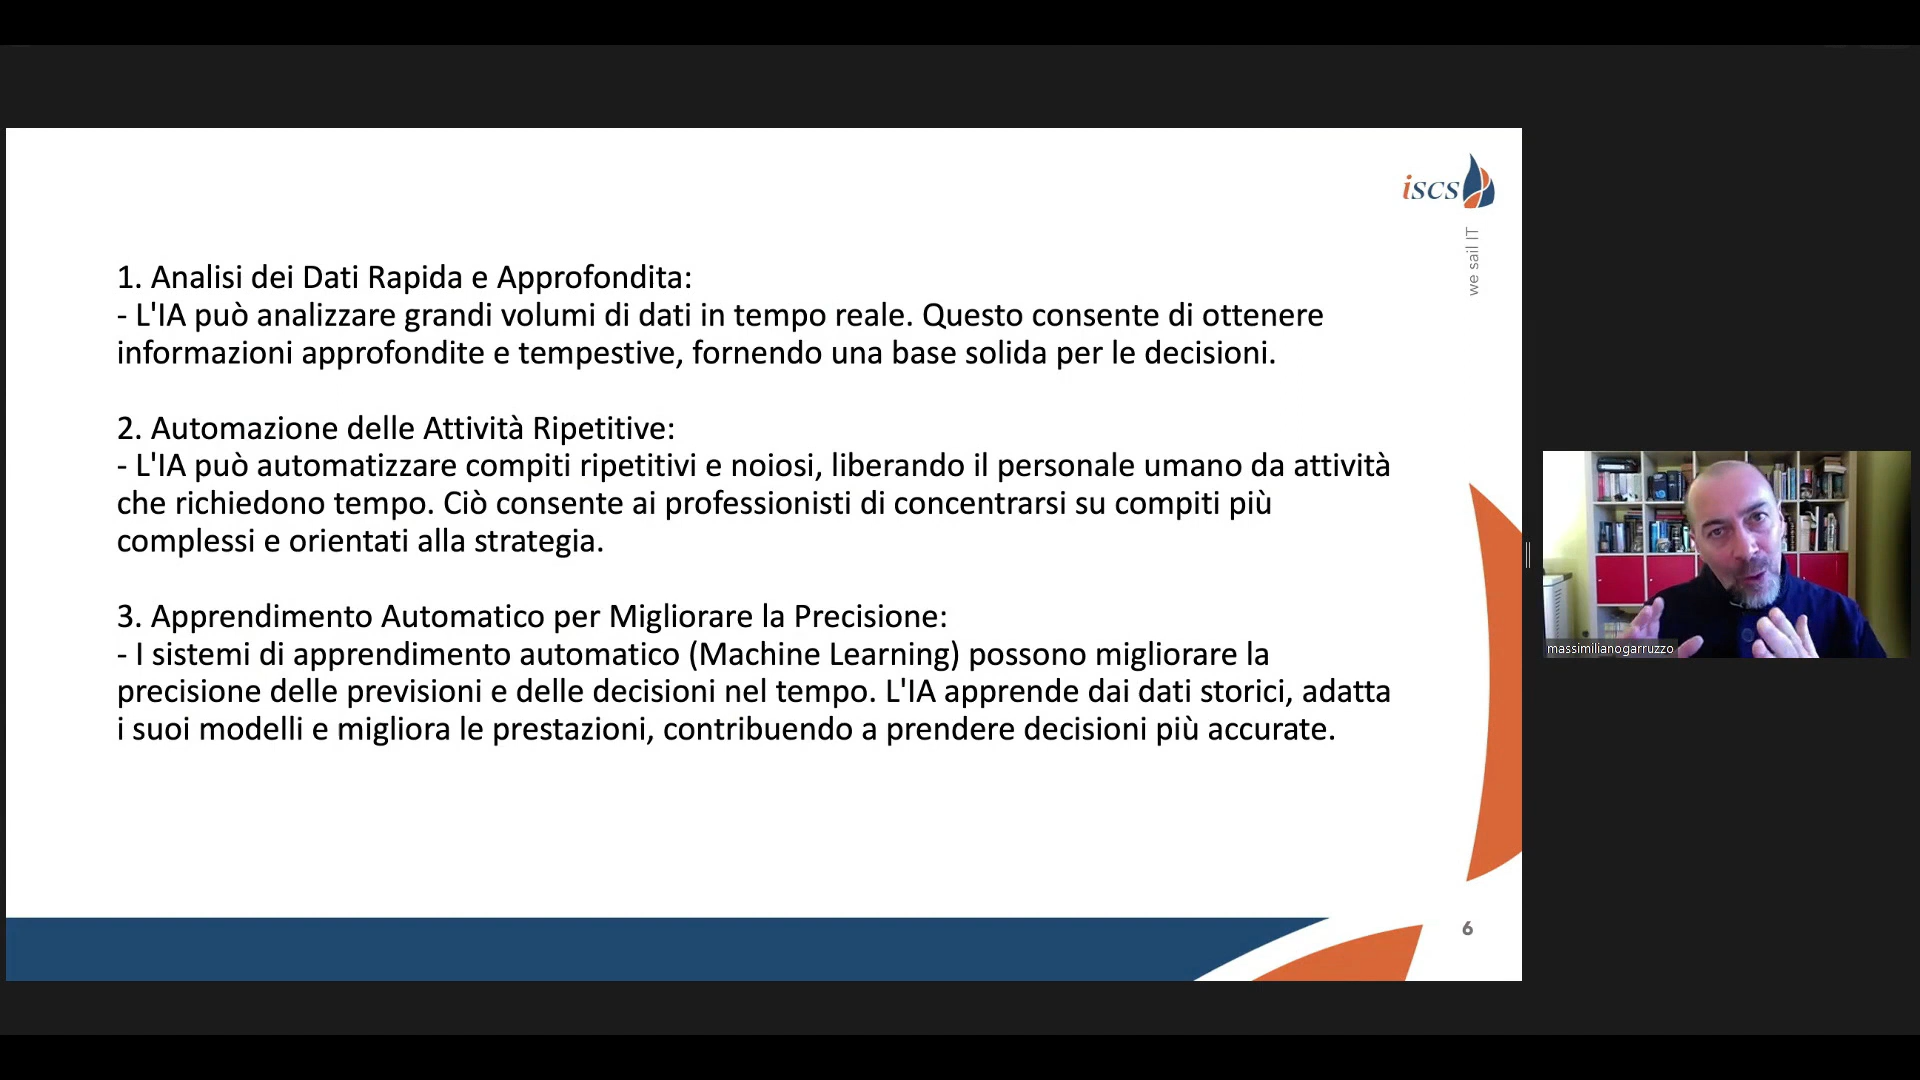 iscs
we sail IT
1. Analisi dei Dati Rapida e Approfondita:
- L'IA può analizzare grandi volumi di dati in tempo reale. Questo consente di ottenere
informazioni approfondite e tempestive, fornendo una base solida per le decisioni.
2. Automazione delle Attività Ripetitive:
- L'IA può automatizzare compiti ripetitivi e noiosi, liberando il personale umano da attività
che richiedono tempo. Ciò consente ai professionisti di concentrarsi su compiti più
complessi e orientati alla strategia.
3. Apprendimento Automatico per Migliorare la Precisione:
- I sistemi di apprendimento automatico (Machine Learning) possono migliorare la
precisione delle previsioni e delle decisioni nel tempo. L'IA apprende dai dati storici, adatta
i suoi modelli e migliora le prestazioni, contribuendo a prendere decisioni più accurate.
6
massimilianogarruzzo